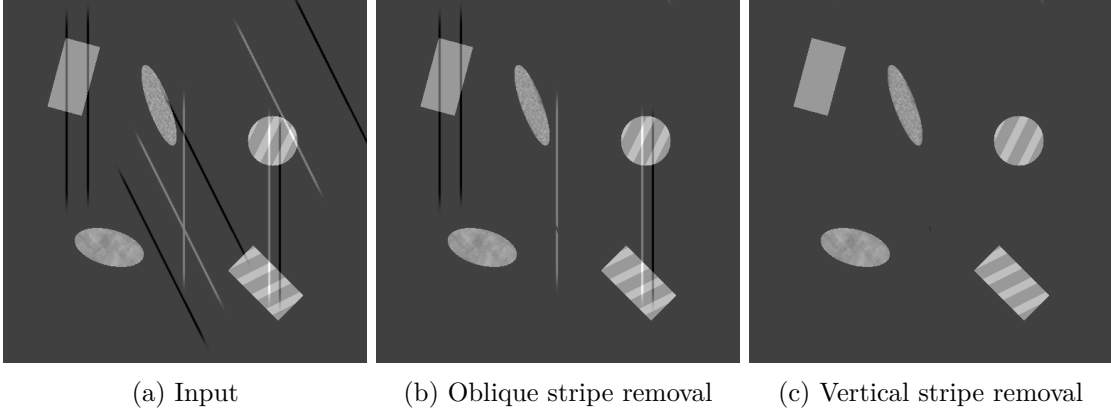 (a) Input
(b) Oblique stripe removal
(c) Vertical stripe removal